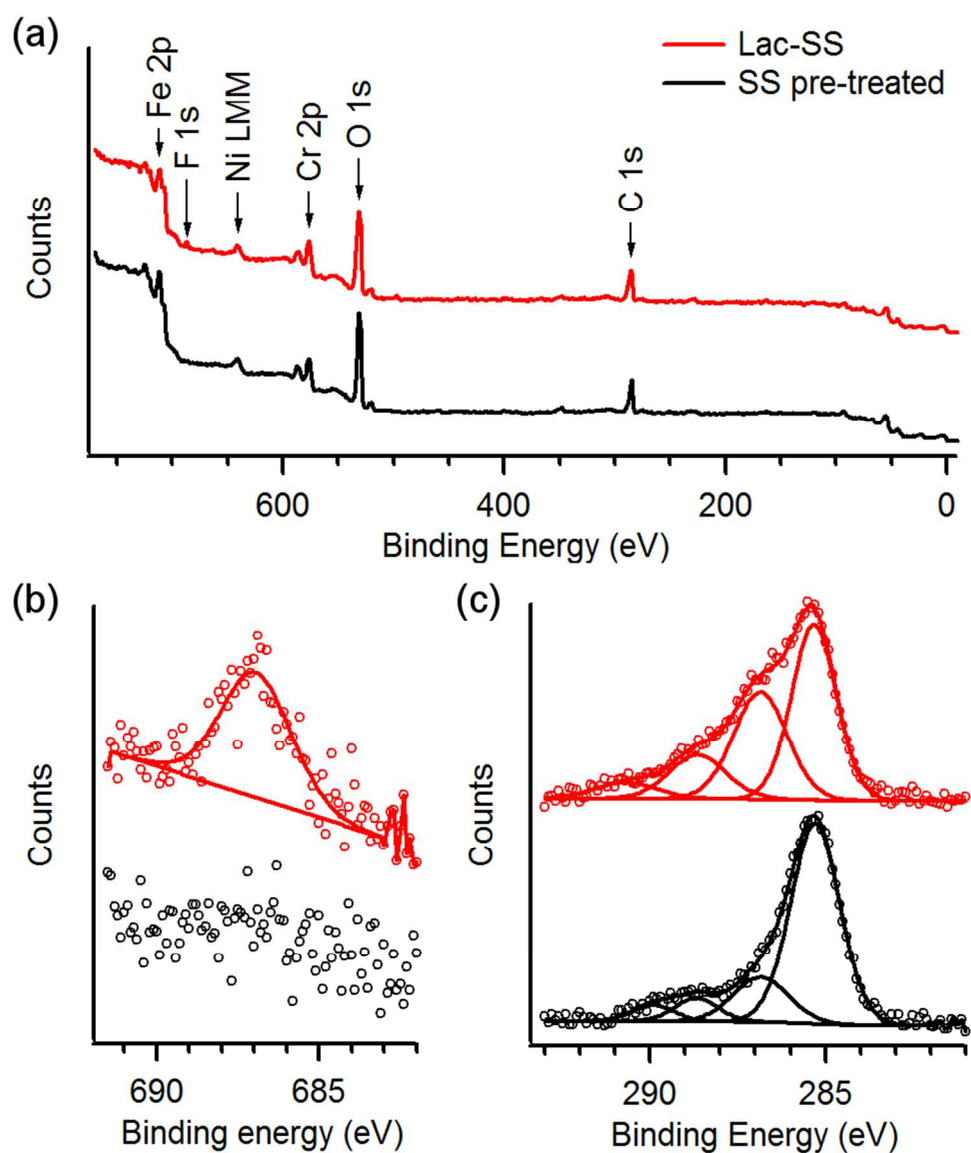 (a)
Lac-SS
SS pre-treated
Fe 2p
F 1s
Ni LMM
Cr 2p
O 1s
C 1s
Counts
600
400
200
0
Binding Energy (eV)
(b)
Counts
690
685
Binding energy (eV)
(c)
Counts
290
285
Binding Energy (eV)